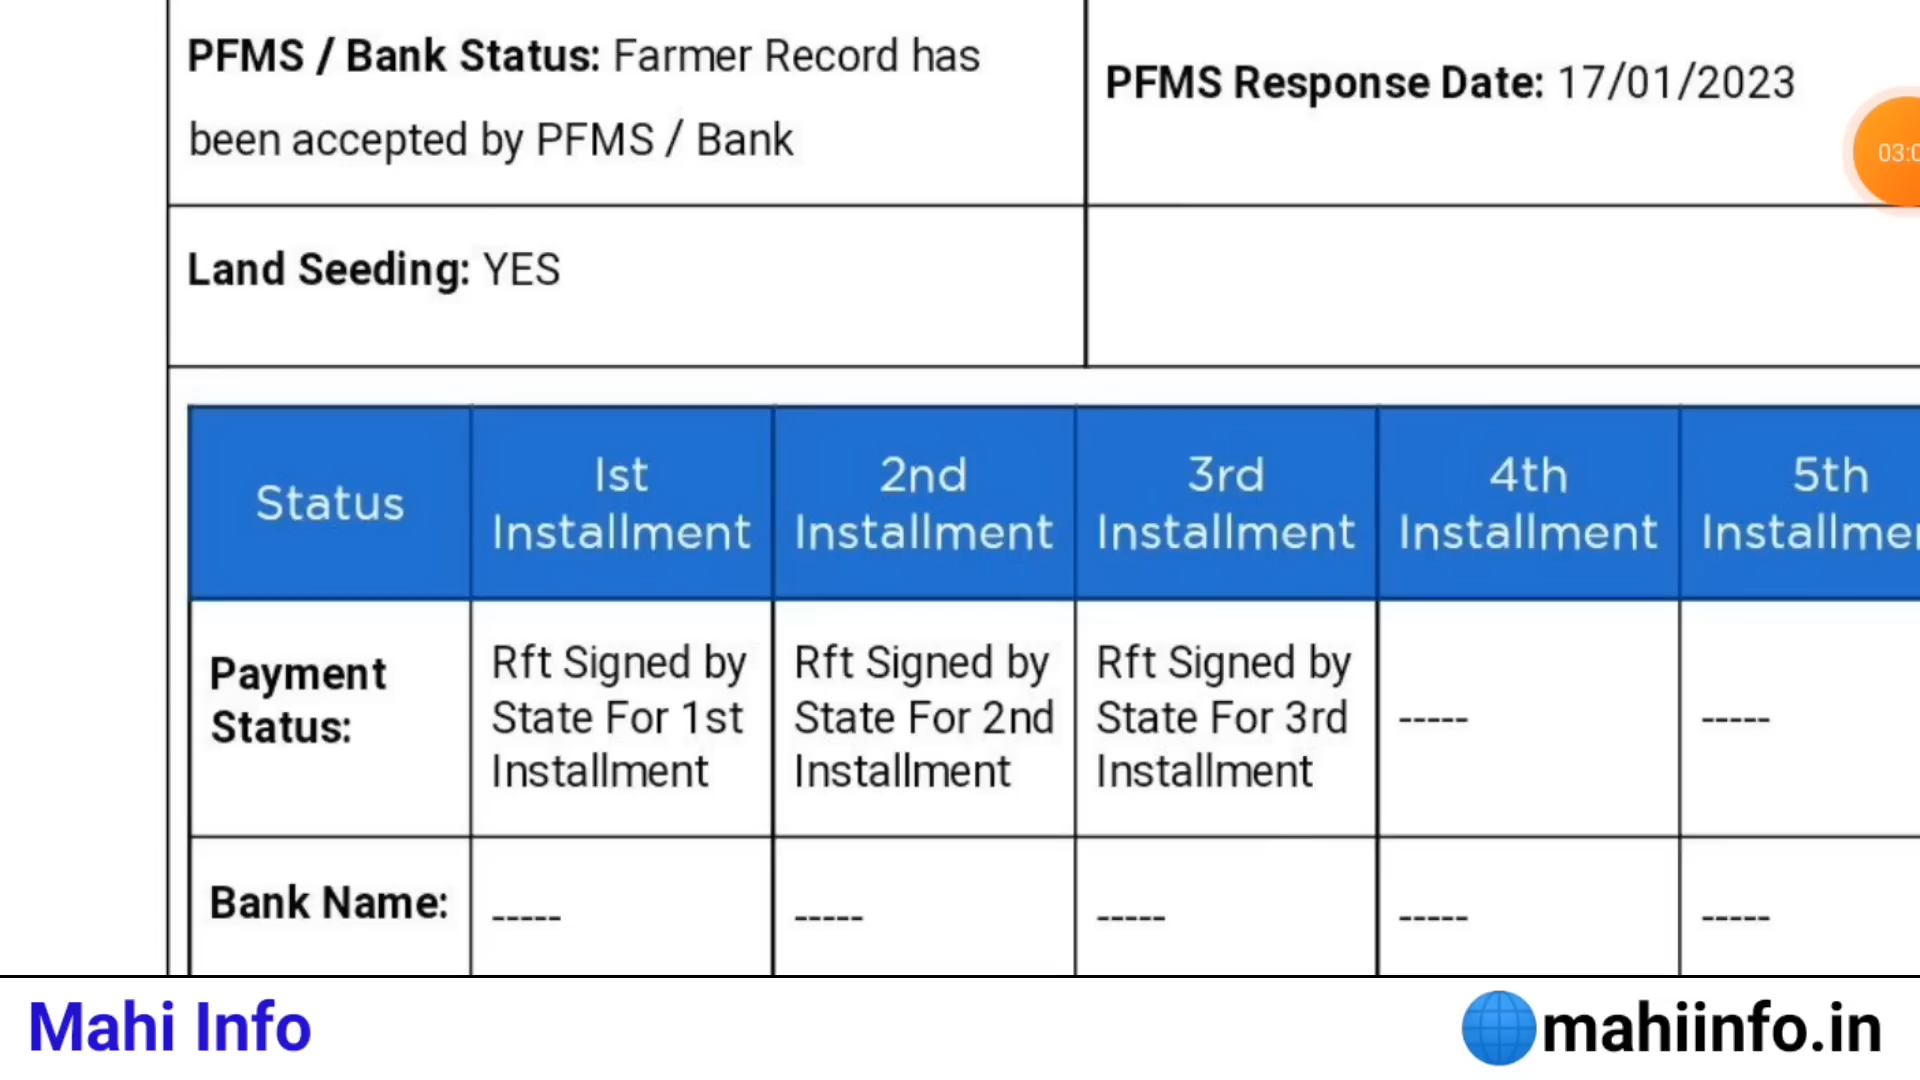 PFMS / Bank Status: Farmer Record has
been accepted by PFMS / Bank
PFMS Response Date: 17/01/2023
03:0
Land Seeding: YES
Status
Ist
Installment
2nd
Installment
3rd
Installment
4th
Installment
5th
Installme
Payment
Status:
Rft Signed by
State For 1st
Installment
Rft Signed by
State For 2nd
Installment
Rft Signed by
State For 3rd
Installment
-----
-----
Bank Name:
-----
-----
-----
-----
-----
Mahi Info
mahiinfo.in